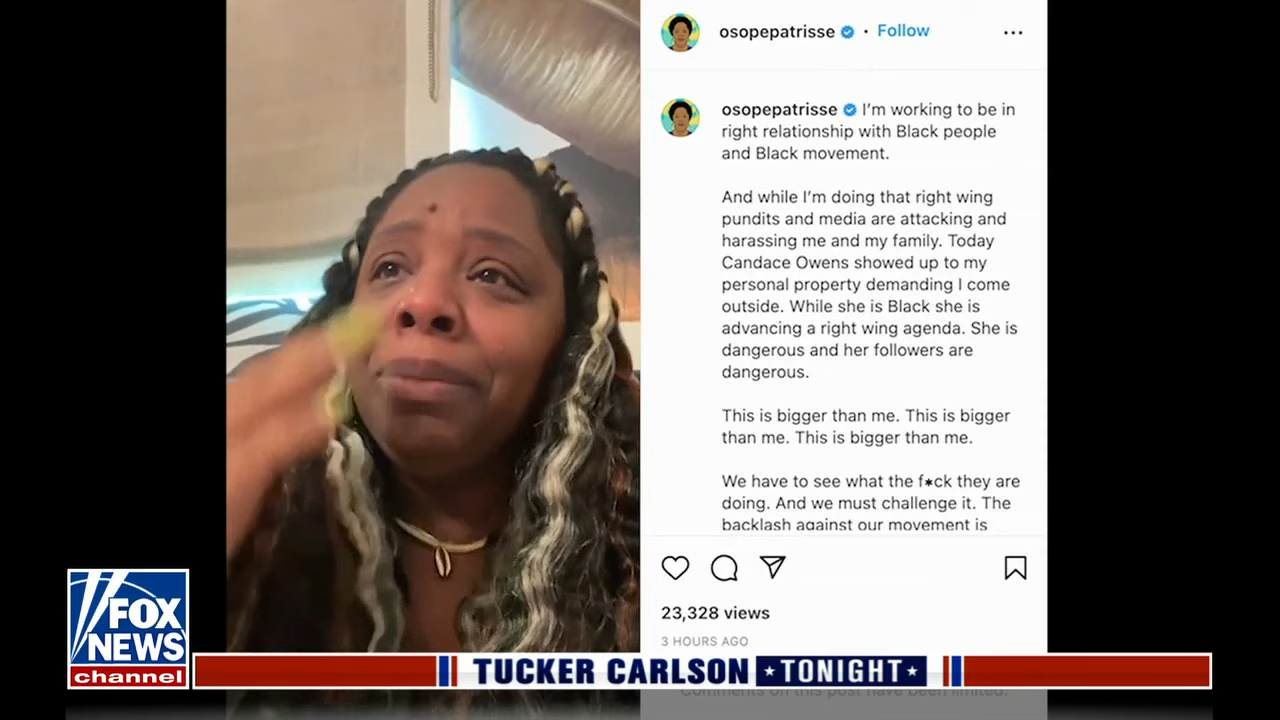 osopepatrisse • Follow
osopepatrisse I'm working to be in
right relationship with Black people
and Black movement.
And while I'm doing that right wing
pundits and media are attacking and
harassing me and my family. Today
Candace Owens showed up to my
personal property demanding I come
outside. While she is Black she is
advancing a right wing agenda. She is
dangerous and her followers are
dangerous.
This is bigger than me. This is bigger
than me. This is bigger than me.
We have to see what the f*ck they are
doing. And we must challenge it. The
backlash against our movement is
23,328 views
3 HOURS AGO
Comments on this post have been limited.
FOX
NEWS
channel
TUCKER CARLSON TONIGHT